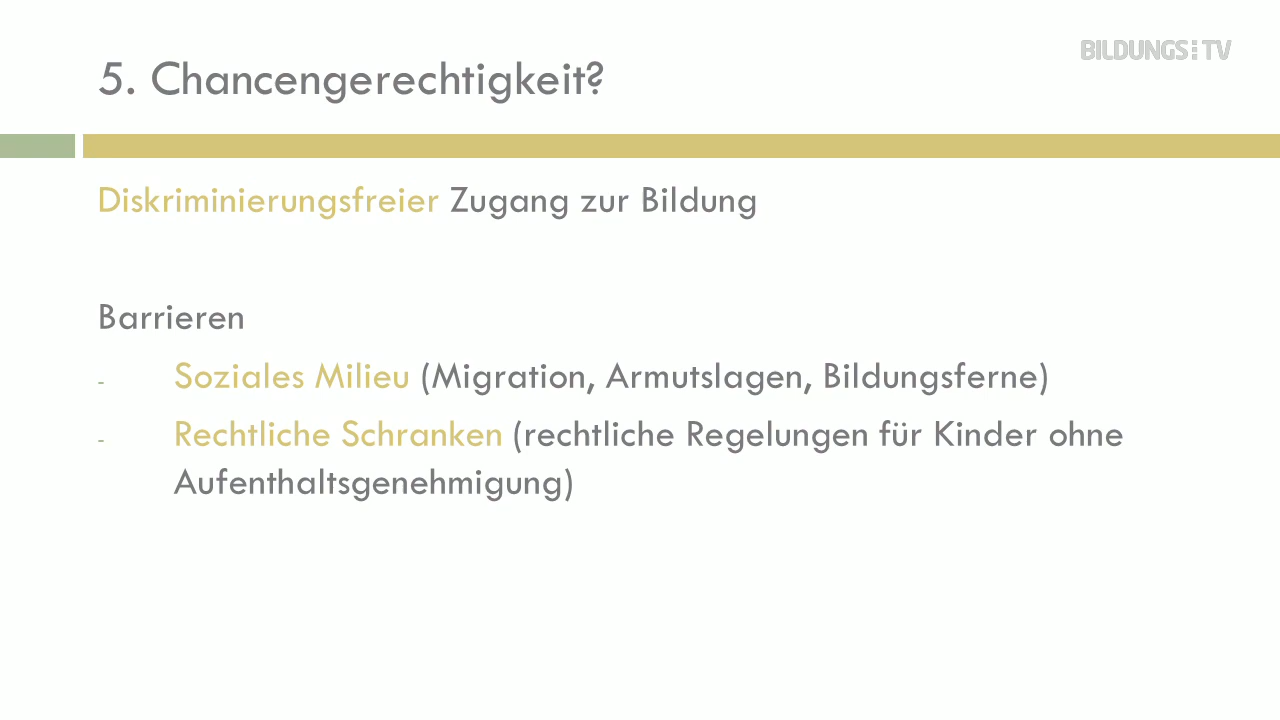 BILDUNGS:TV
5. Chancengerechtigkeit?
Diskriminierungsfreier Zugang zur Bildung
Barrieren
- Soziales Milieu (Migration, Armutslagen, Bildungsferne)
- Rechtliche Schranken (rechtliche Regelungen für Kinder ohne
Aufenthaltsgenehmigung)